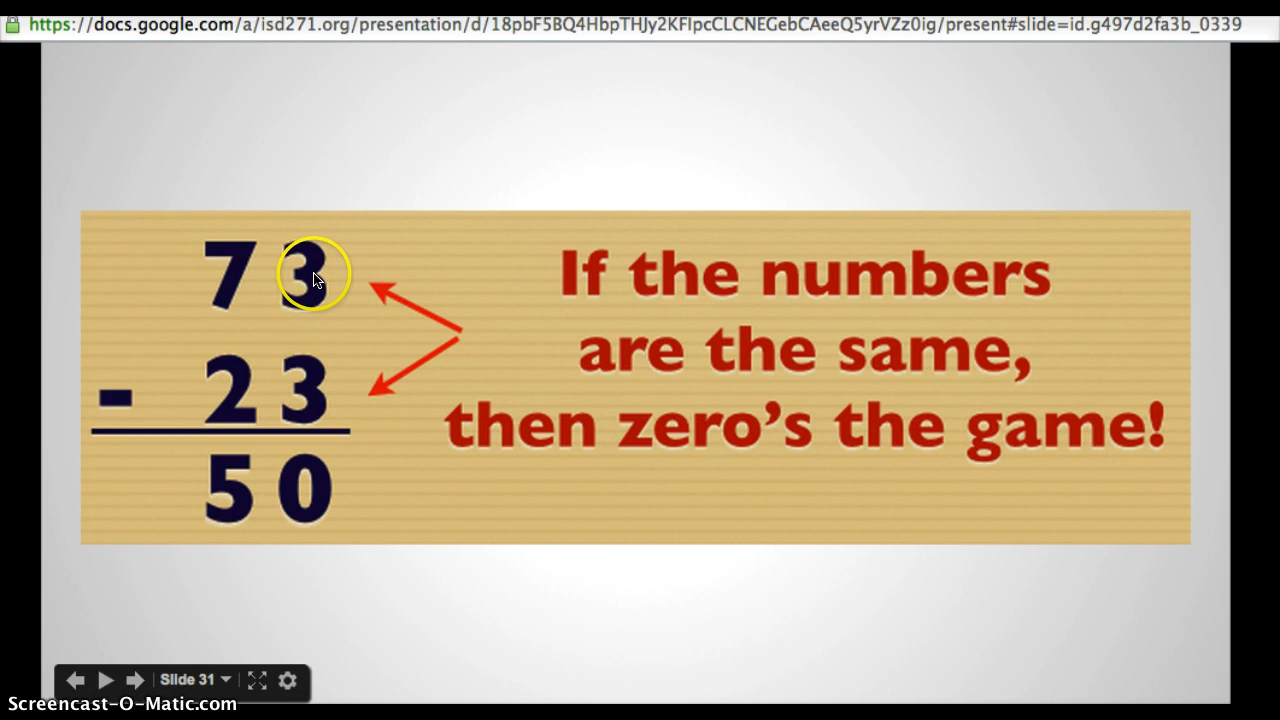 https://docs.google.com/a/isd271.org/presentation/d/18pbF5BQ4HbpTHJy2KFIpcCLCNEGebCAeeQ5yrVZz0ig/present#slide=id.g497d2fa3b_0339
7 3
- 2 3
5 0
If the numbers
are the same,
then zero's the game!
Slide 31
Screencast-O-Matic.com